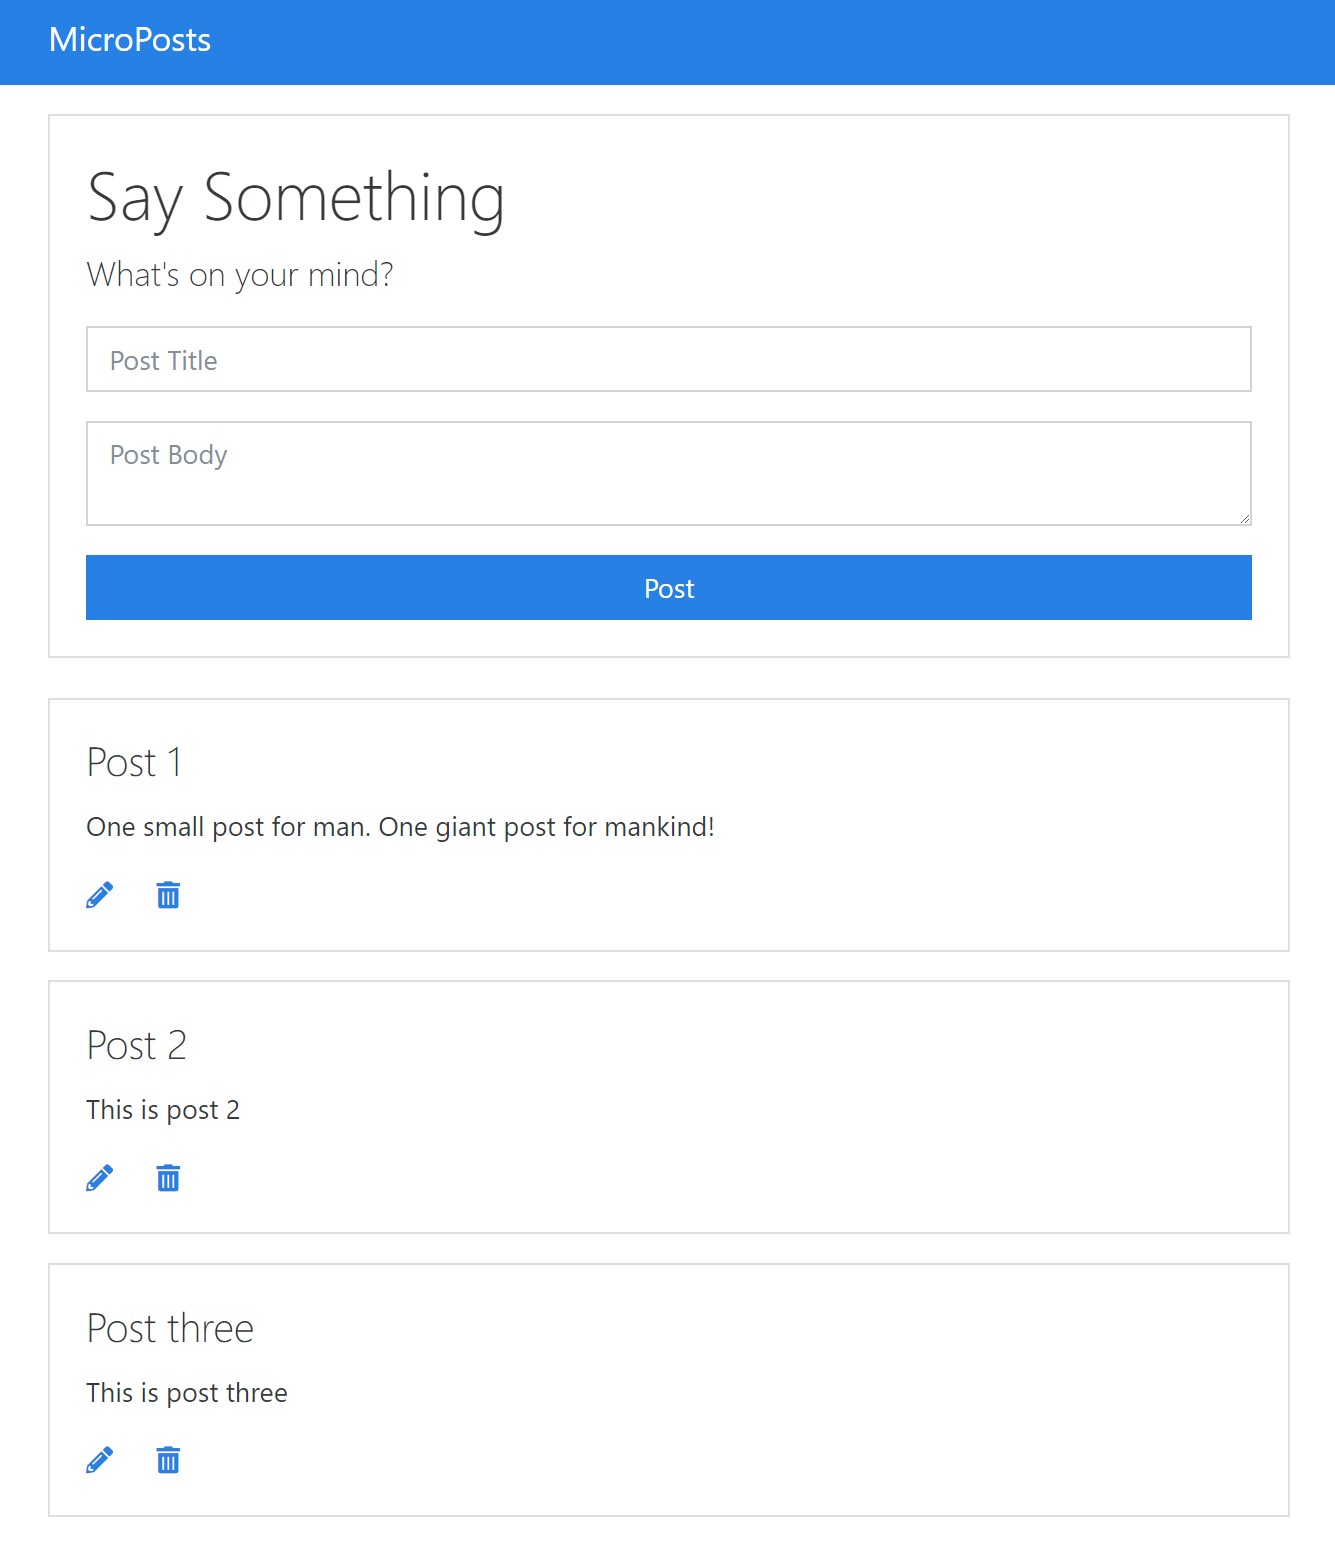 MicroPosts
Say Something
What's on your mind?
Post Title
Post Body
Post
Post 1
One small post for man. One giant post for mankind!
Post 2
This is post 2
Post three
This is post three